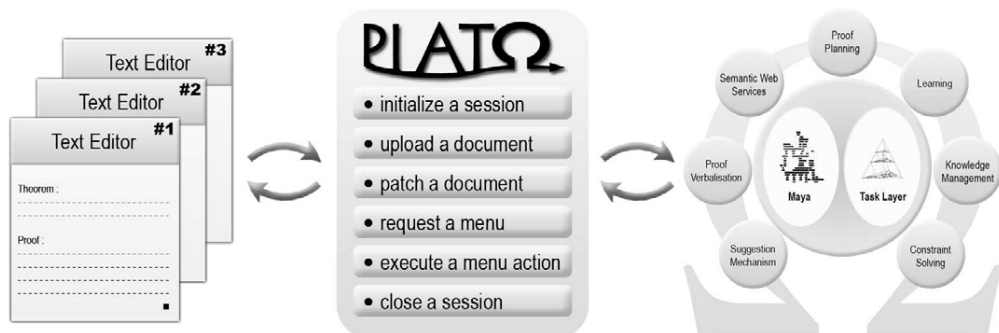 #3
Text Editor
#2
Text Editor
#1
Text Editor
Theorem :
Proof :
PLATΩ
• initialize a session
• upload a document
• patch a document
• request a menu
• execute a menu action
• close a session
Proof
Planning
Semantic Web
Services
Learning
Proof
Verbalisation
Maya
Task Layer
Knowledge
Management
Suggestion
Mechanism
Constraint
Solving